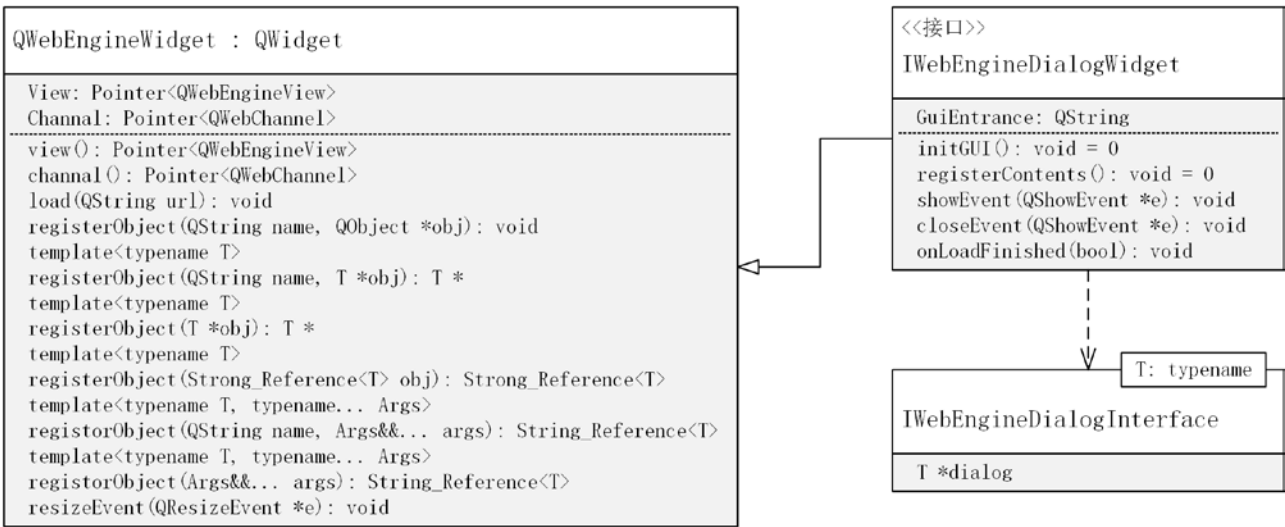 QWebEngineWidget : QWidget
View: Pointer<QWebEngineView>
Channal: Pointer<QWebChannel>
view(): Pointer<QWebEngineView>
channal(): Pointer<QWebChannel>
load(QString url): void
registerObject(QString name, QObject *obj): void
template<typename T>
registerObject(QString name, T *obj): T *
template<typename T>
registerObject(T *obj): T *
template<typename T>
registerObject(Strong_Reference<T> obj): Strong_Reference<T>
template<typename T, typename... Args>
registorObject(QString name, Args&&... args): String_Reference<T>
template<typename T, typename... Args>
registorObject(Args&&... args): String_Reference<T>
resizeEvent(QResizeEvent *e): void
<<接口>>
IWebEngineDialogWidget
GuiEntrance: QString
initGUI(): void = 0
registerContents(): void = 0
showEvent(QShowEvent *e): void
closeEvent(QShowEvent *e): void
onLoadFinished(bool): void
T: typename
IWebEngineDialogInterface
T *dialog